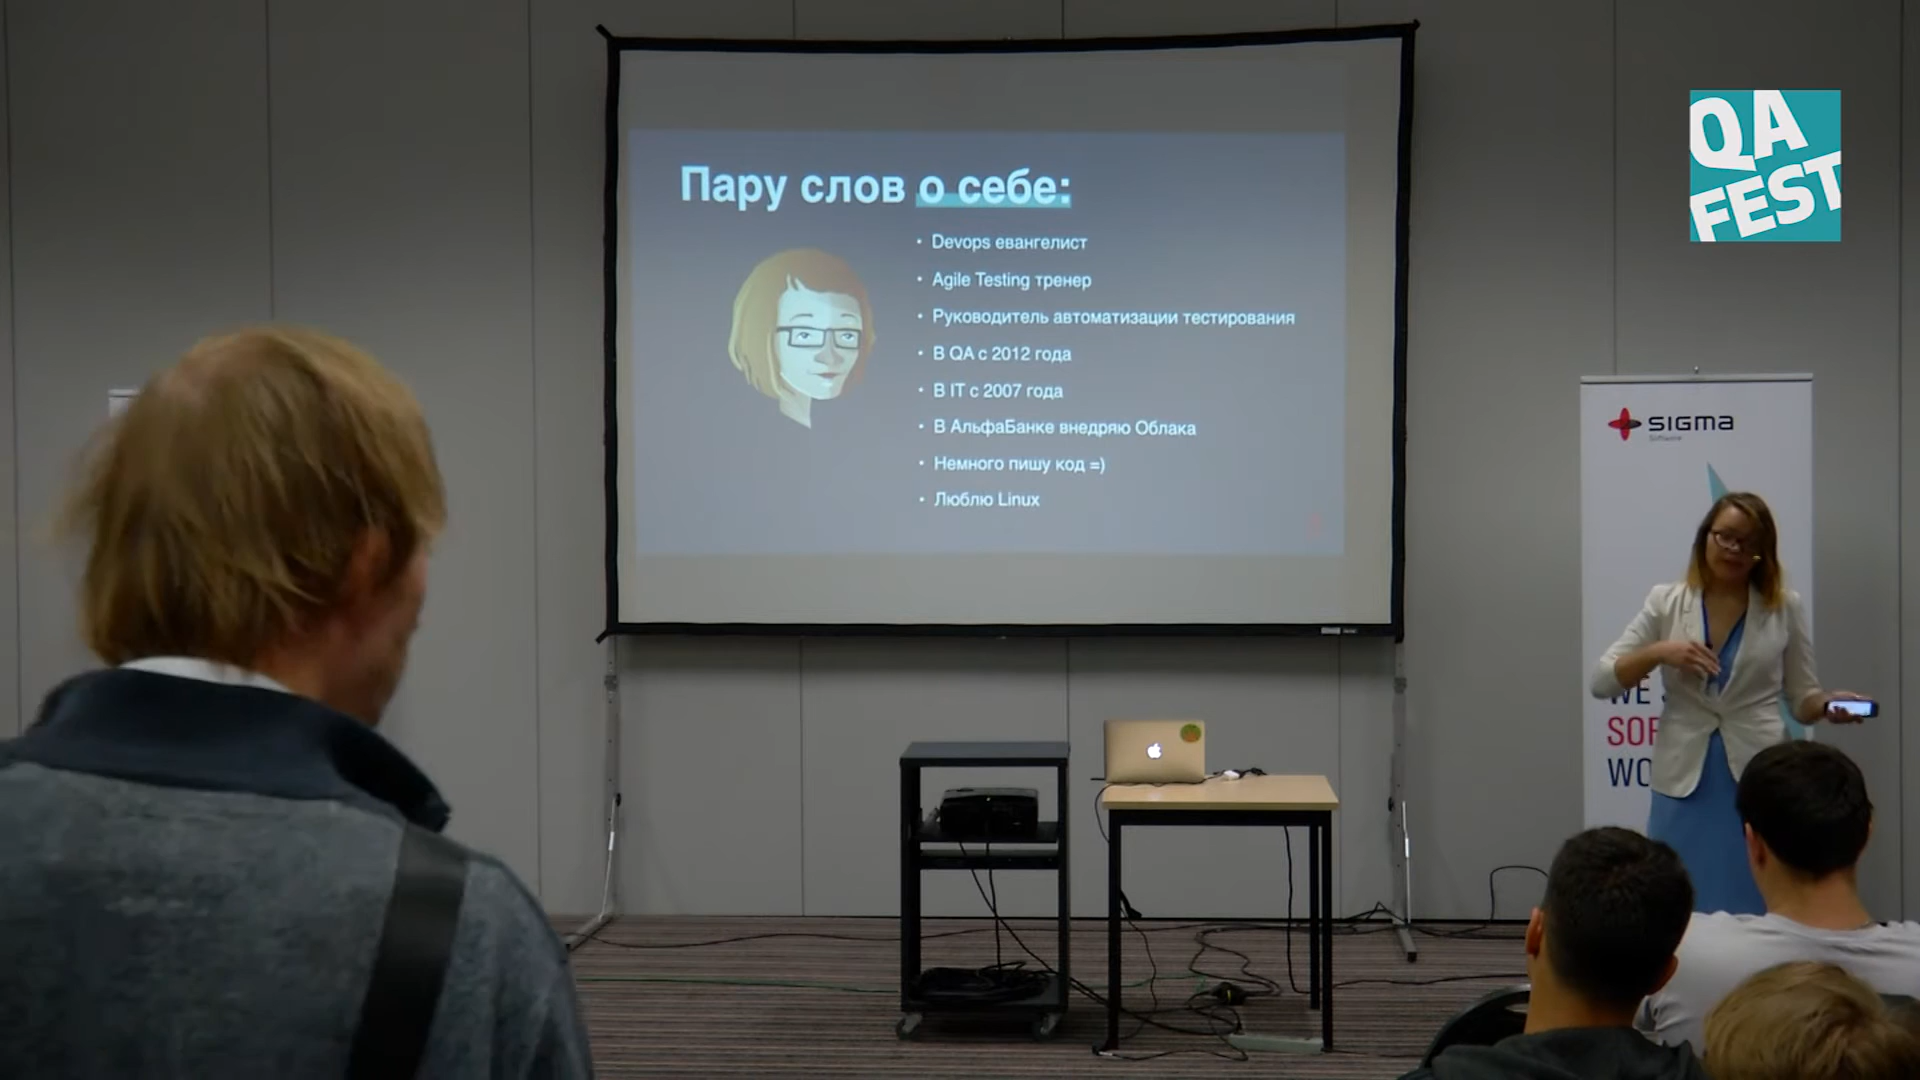 QA
FEST
Пару слов о себе:
• Devops евангелист
• Agile Testing тренер
• Руководитель автоматизации тестирования
• В QA с 2012 года
• В IT с 2007 года
• В АльфаБанке внедряю Облака
• Немного пишу код =)
• Люблю Linux
SIGMA
Software
WE
SOF
WO